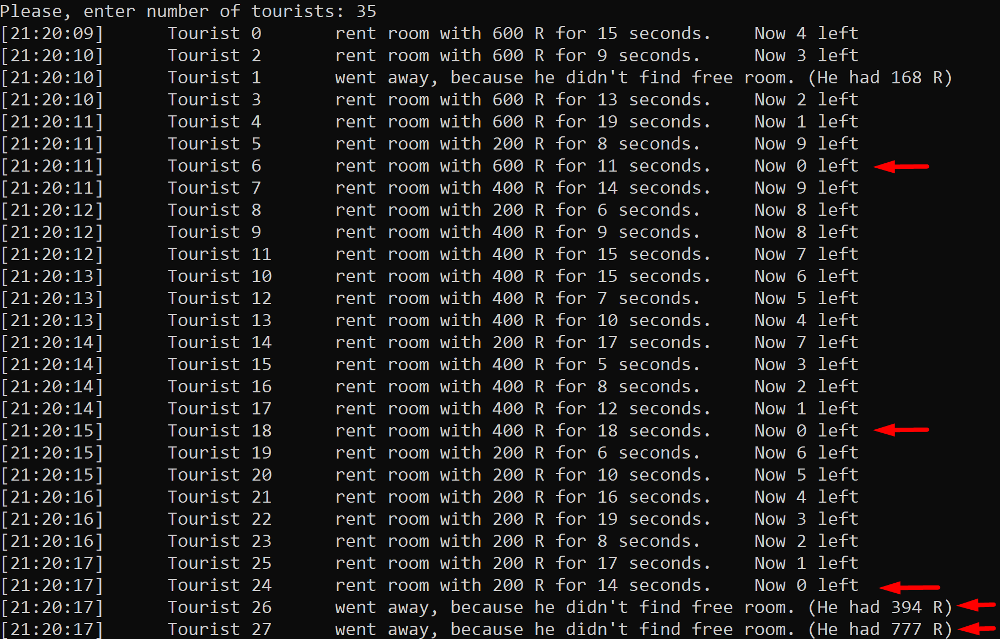 Please, enter number of tourists: 35
[21:20:09] Tourist 0 rent room with 600 R for 15 seconds. Now 4 left
[21:20:10] Tourist 2 rent room with 600 R for 9 seconds. Now 3 left
[21:20:10] Tourist 1 went away, because he didn't find free room. (He had 168 R)
[21:20:10] Tourist 3 rent room with 600 R for 13 seconds. Now 2 left
[21:20:11] Tourist 4 rent room with 600 R for 19 seconds. Now 1 left
[21:20:11] Tourist 5 rent room with 200 R for 8 seconds. Now 9 left
[21:20:11] Tourist 6 rent room with 600 R for 11 seconds. Now 0 left
[21:20:11] Tourist 7 rent room with 400 R for 14 seconds. Now 9 left
[21:20:12] Tourist 8 rent room with 200 R for 6 seconds. Now 8 left
[21:20:12] Tourist 9 rent room with 400 R for 9 seconds. Now 8 left
[21:20:12] Tourist 11 rent room with 400 R for 15 seconds. Now 7 left
[21:20:13] Tourist 10 rent room with 400 R for 15 seconds. Now 6 left
[21:20:13] Tourist 12 rent room with 400 R for 7 seconds. Now 5 left
[21:20:13] Tourist 13 rent room with 400 R for 10 seconds. Now 4 left
[21:20:14] Tourist 14 rent room with 200 R for 17 seconds. Now 7 left
[21:20:14] Tourist 15 rent room with 400 R for 5 seconds. Now 3 left
[21:20:14] Tourist 16 rent room with 400 R for 8 seconds. Now 2 left
[21:20:14] Tourist 17 rent room with 400 R for 12 seconds. Now 1 left
[21:20:15] Tourist 18 rent room with 400 R for 18 seconds. Now 0 left
[21:20:15] Tourist 19 rent room with 200 R for 6 seconds. Now 6 left
[21:20:15] Tourist 20 rent room with 200 R for 10 seconds. Now 5 left
[21:20:16] Tourist 21 rent room with 200 R for 16 seconds. Now 4 left
[21:20:16] Tourist 22 rent room with 200 R for 19 seconds. Now 3 left
[21:20:16] Tourist 23 rent room with 200 R for 8 seconds. Now 2 left
[21:20:17] Tourist 25 rent room with 200 R for 17 seconds. Now 1 left
[21:20:17] Tourist 24 rent room with 200 R for 14 seconds. Now 0 left
[21:20:17] Tourist 26 went away, because he didn't find free room. (He had 394 R)
[21:20:17] Tourist 27 went away, because he didn't find free room. (He had 777 R)